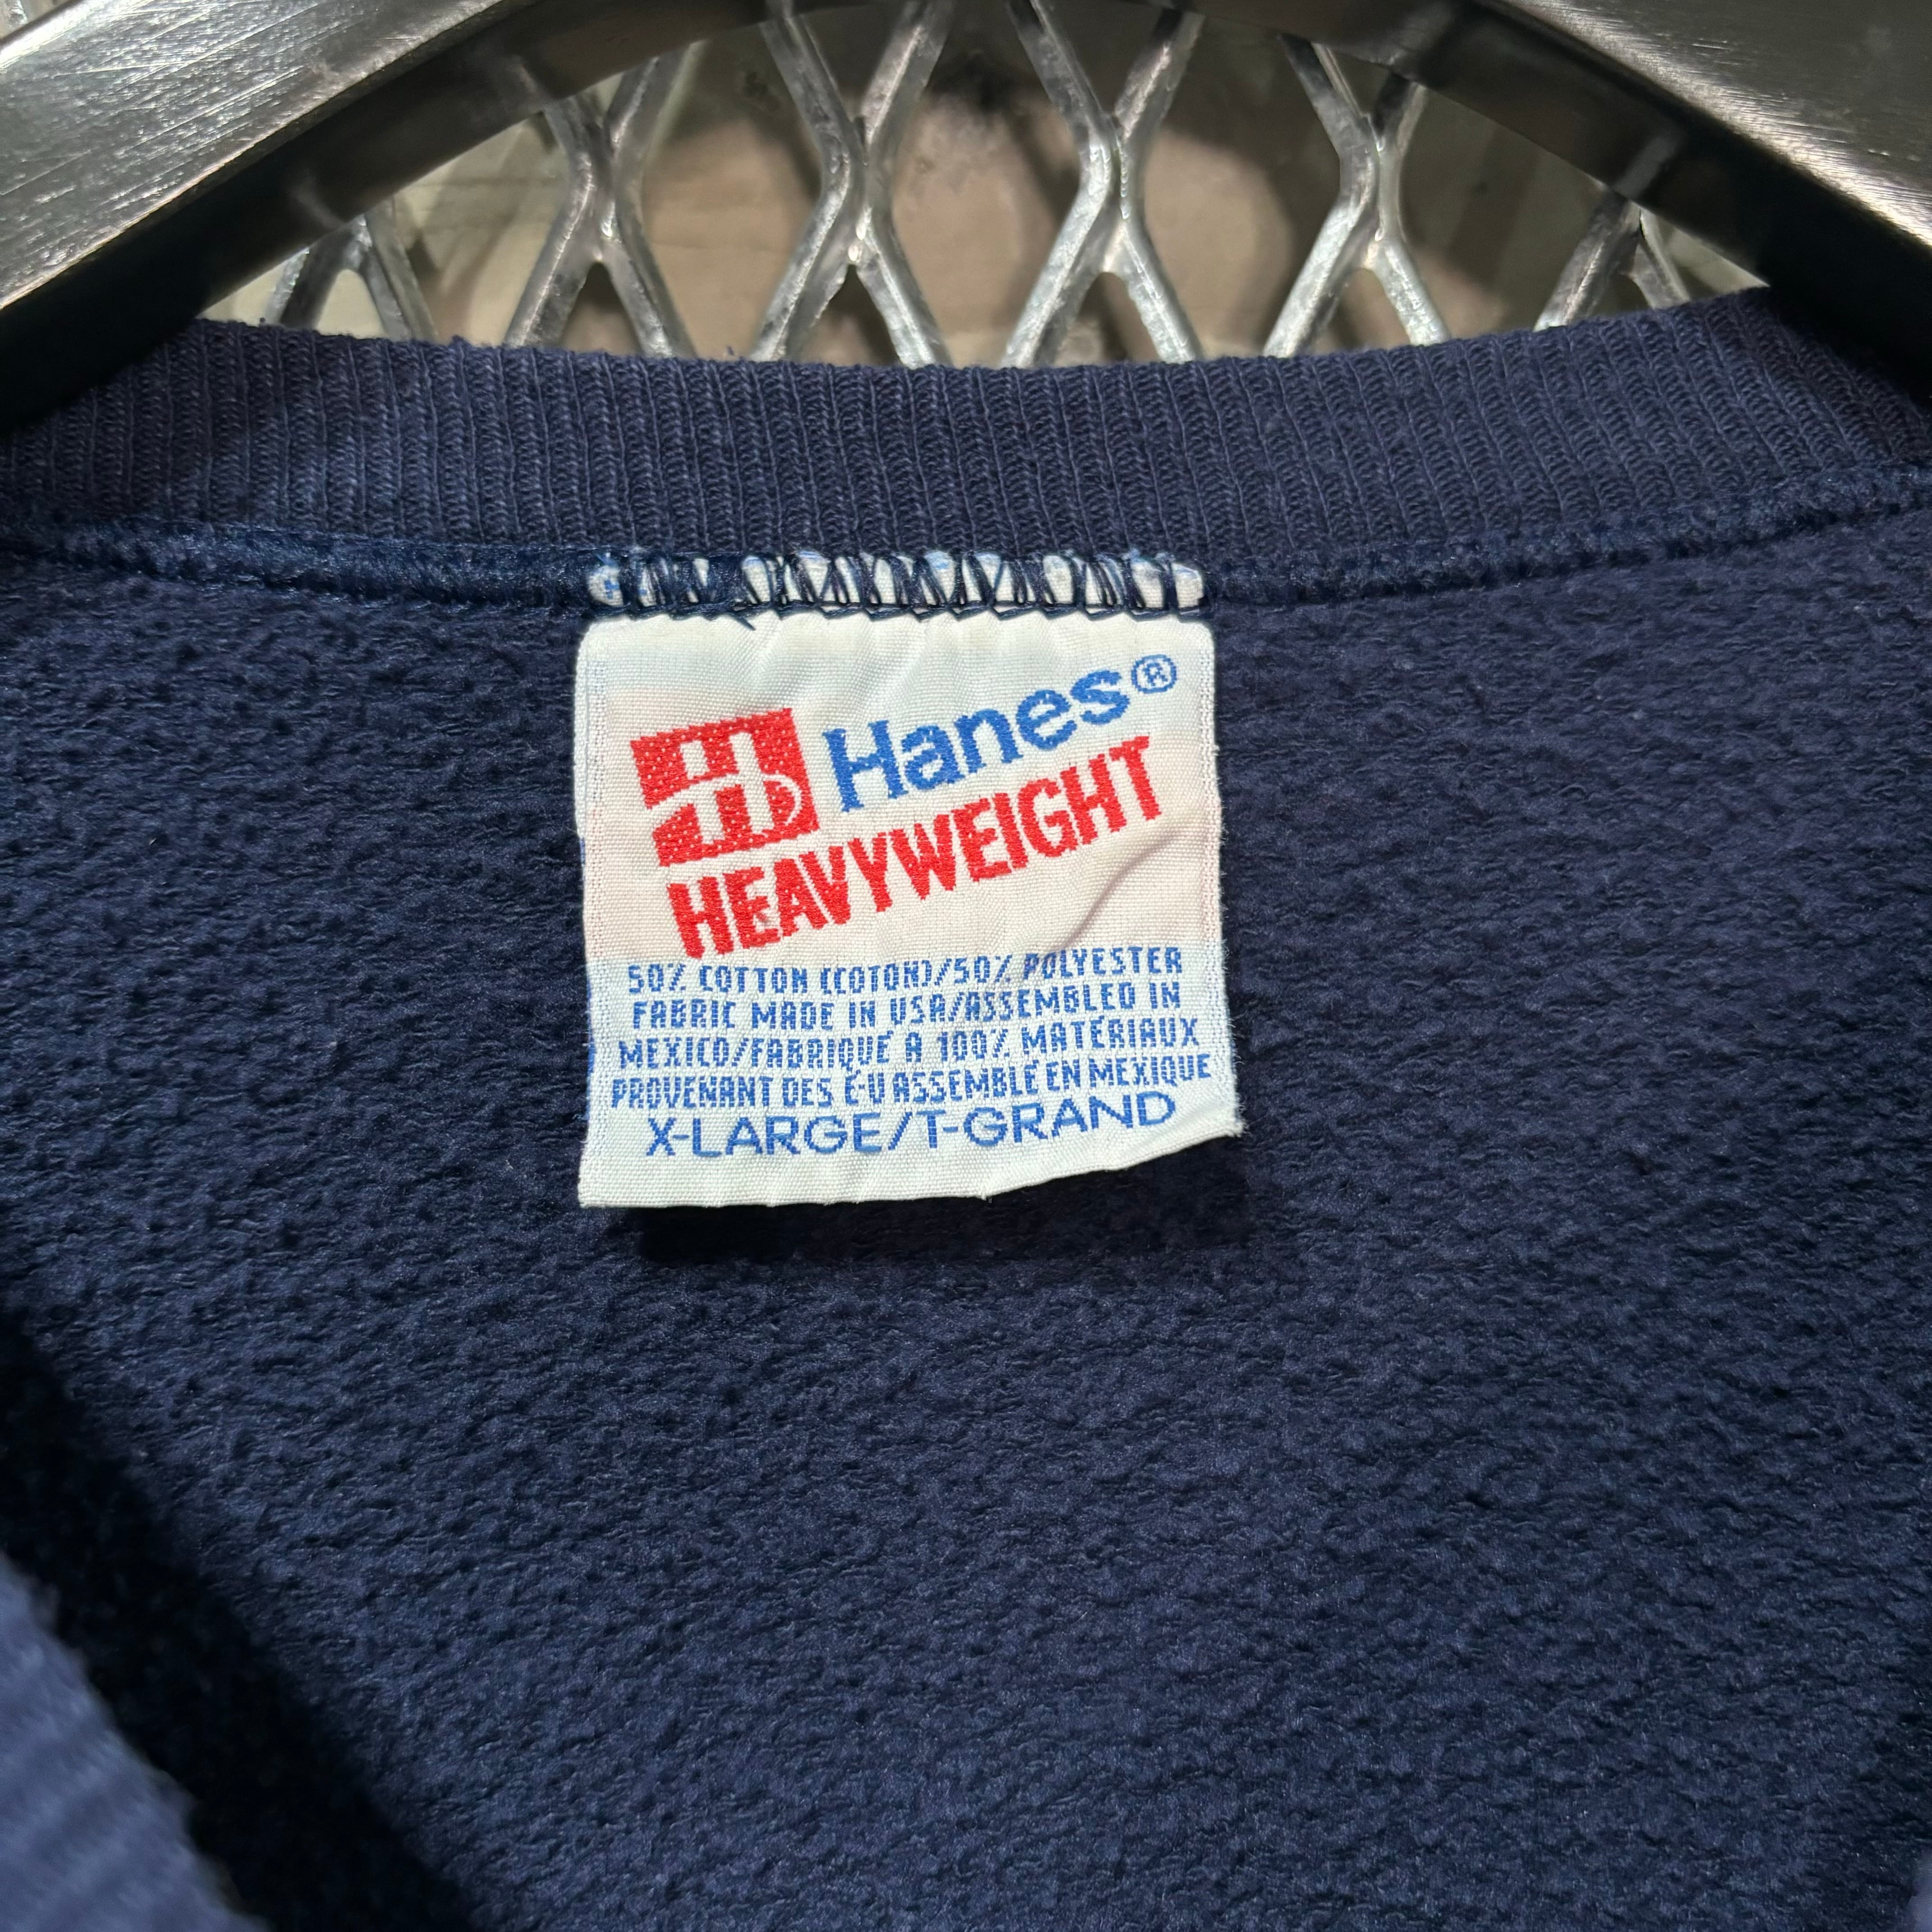 Hanes®
HEAVYWEIGHT
50% COTTON (COTON)/50% POLYESTER
FABRIC MADE IN USA/ASSEMBLED IN
MEXICO/FABRIQUÉ A 100% MATÉRIAUX
PROVENANT DES É-U ASSEMBLÉ EN MEXIQUE
X-LARGE/T-GRAND